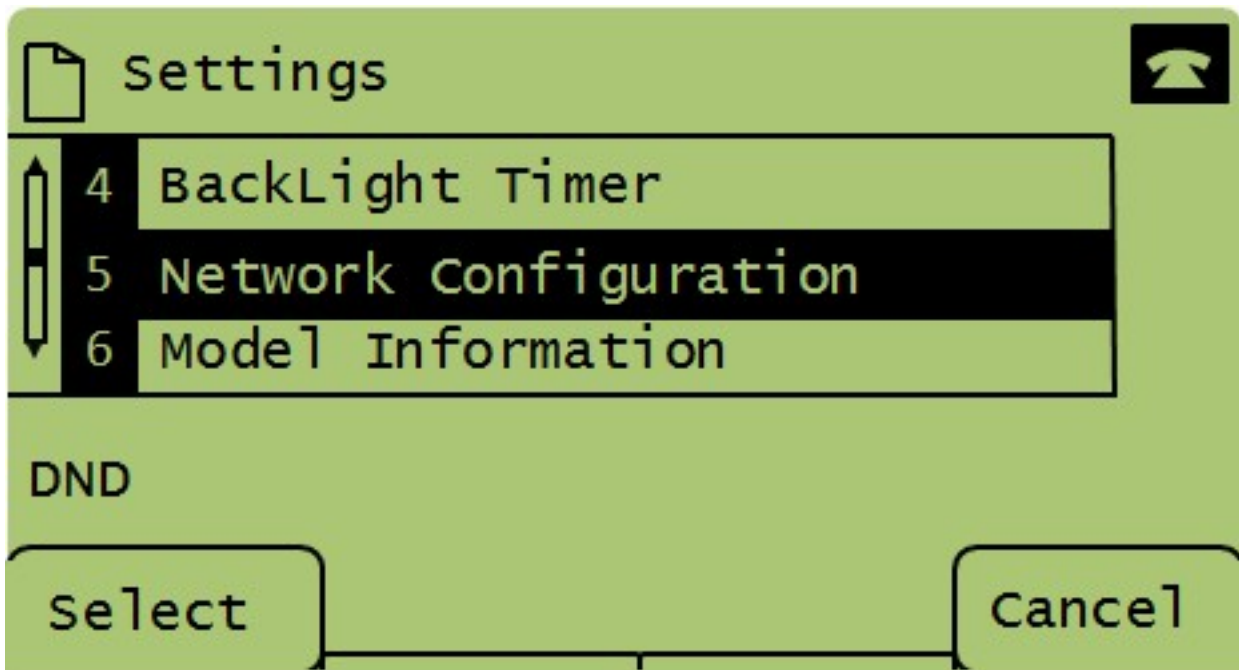 Settings
4 BackLight Timer
5 Network Configuration
6 Model Information
DND
Select Cancel